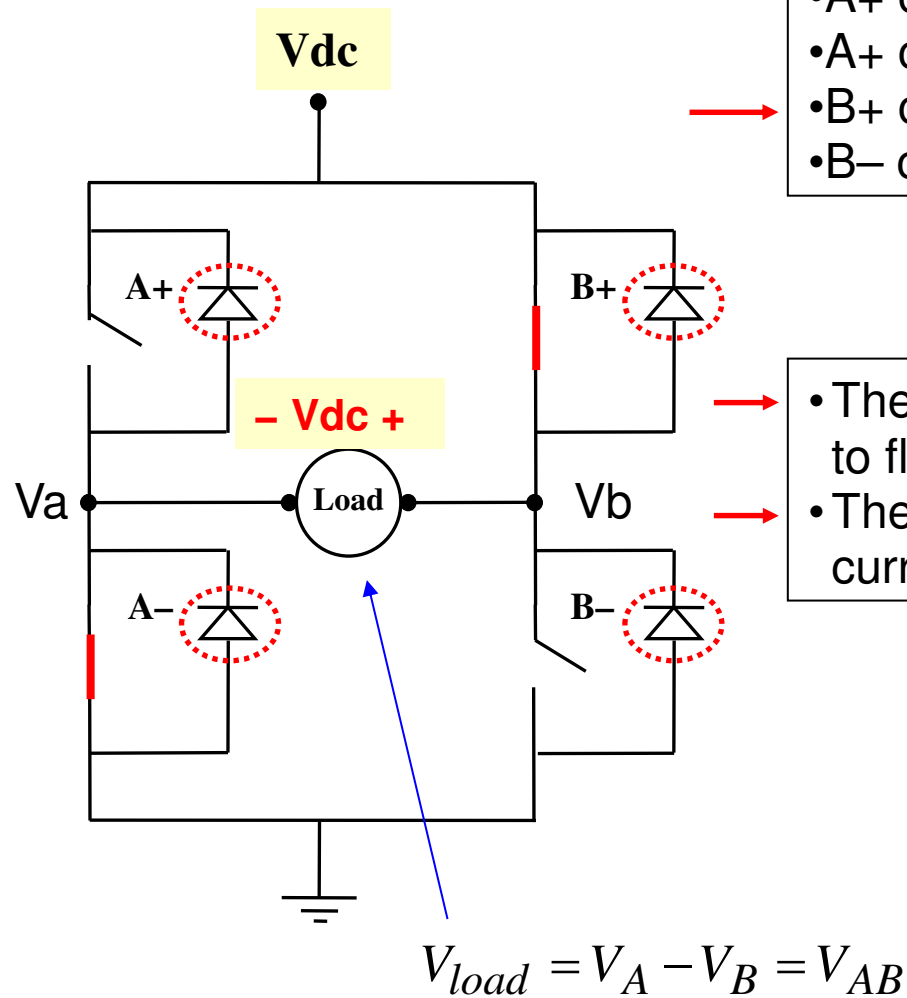 •A+ c
Vdc
•A+ c
•B+ c
•B– c
A+
B+
– Vdc +
•The
to fl
Va
Load
Vb
•The
curr
A–
B–
V_load = V_A – V_B = V_AB